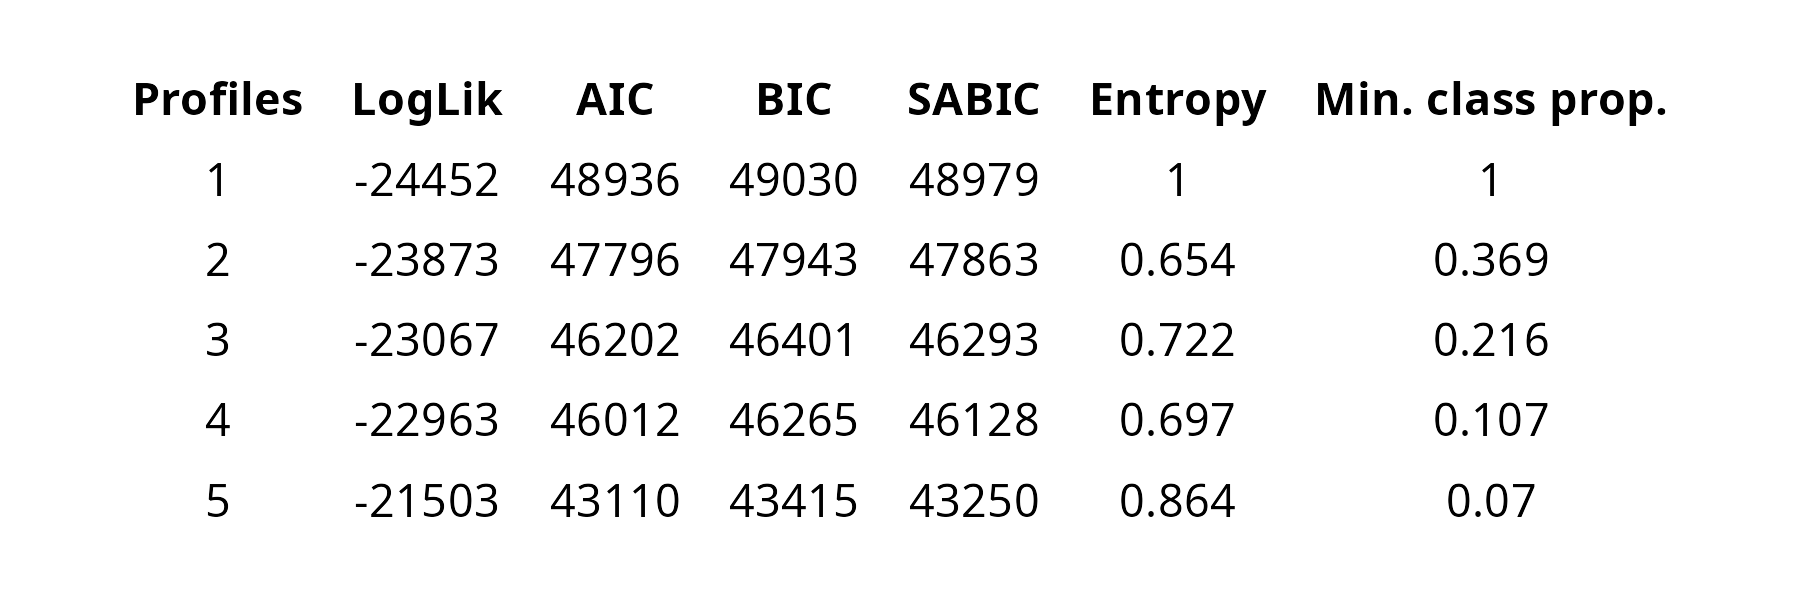 Profiles LogLik AIC BIC SABIC Entropy Min. class prop.
1 -24452 48936 49030 48979 1 1
2 -23873 47796 47943 47863 0.654 0.369
3 -23067 46202 46401 46293 0.722 0.216
4 -22963 46012 46265 46128 0.697 0.107
5 -21503 43110 43415 43250 0.864 0.07